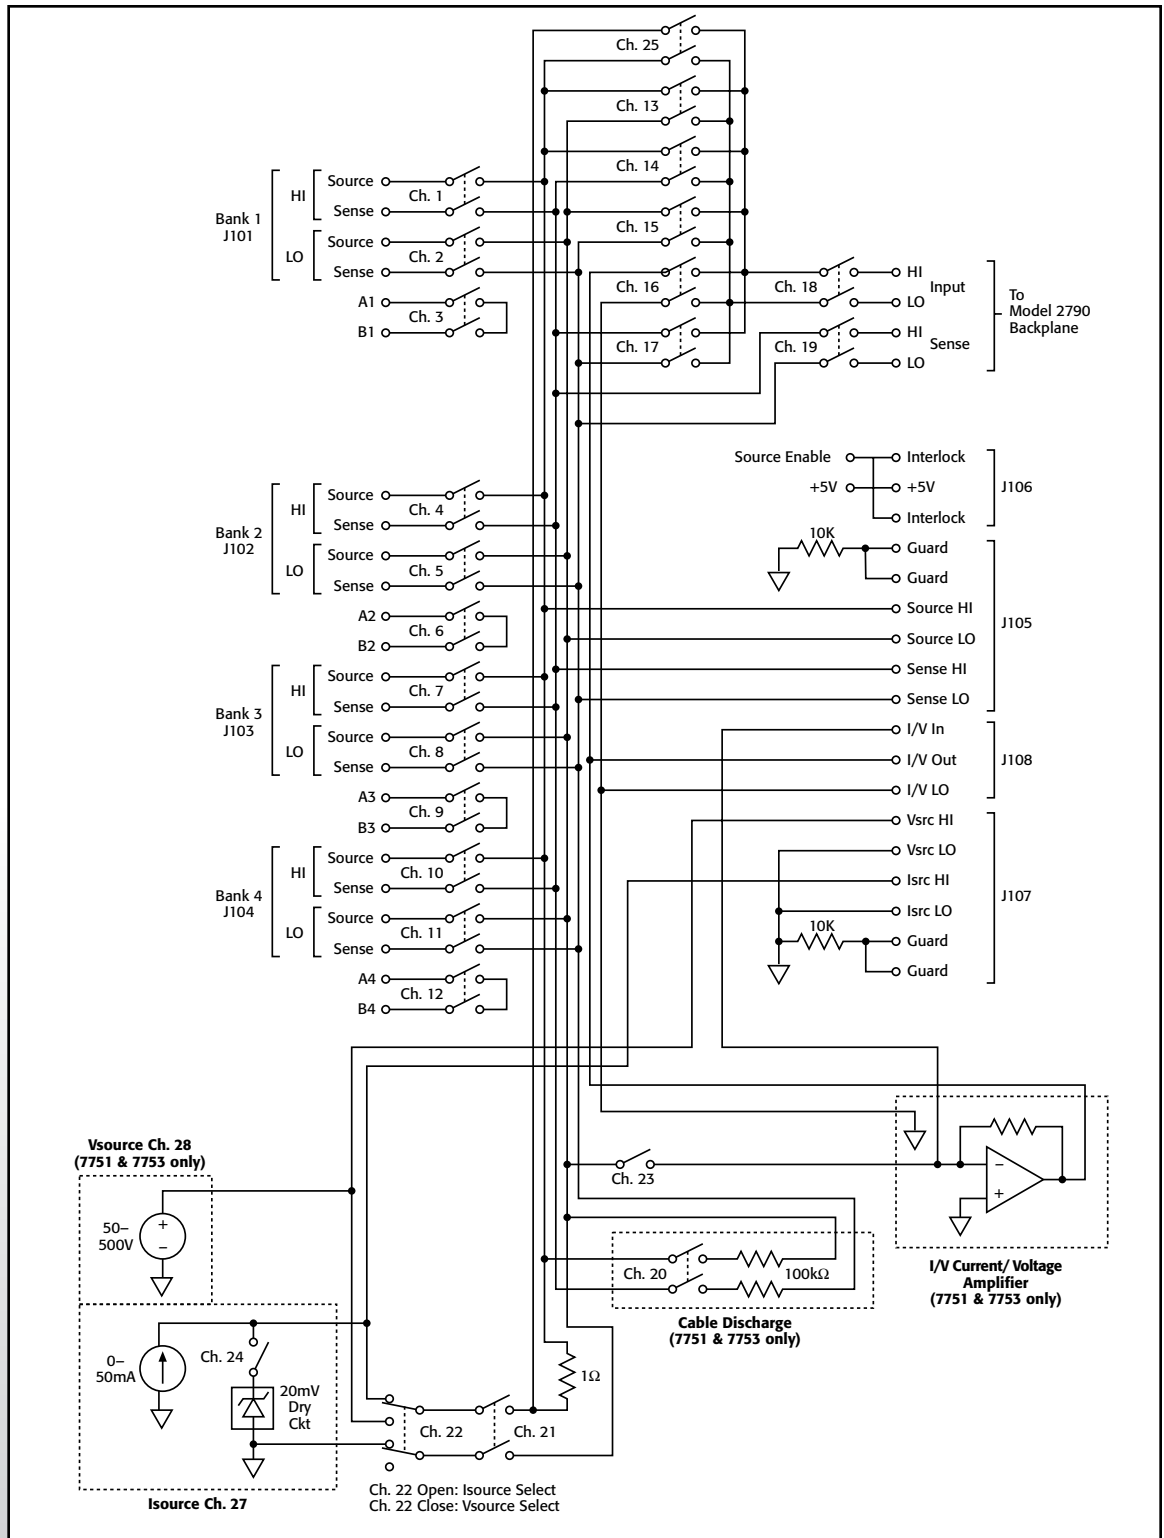 Ch. 25
Ch. 13
Ch. 14
Bank 1
J101
HI
Source
Sense
Ch. 1
LO
Source
Sense
Ch. 2
A1
B1
Ch. 3
Ch. 15
Ch. 16
Ch. 17
Ch. 18
Ch. 19
HI
Input
LO
HI
Sense
LO
To
Model 2790
Backplane
Source Enable
+5V
Interlock
+5V
Interlock
J106
10K
Guard
Guard
Source HI
Source LO
Sense HI
Sense LO
J105
Bank 2
J102
HI
Source
Sense
Ch. 4
LO
Source
Sense
Ch. 5
A2
B2
Ch. 6
Bank 3
J103
HI
Source
Sense
Ch. 7
LO
Source
Sense
Ch. 8
A3
B3
Ch. 9
I/V In
I/V Out
I/V LO
J108
Vsrc HI
Vsrc LO
Isrc HI
Isrc LO
10K
Guard
Guard
J107
Bank 4
J104
HI
Source
Sense
Ch. 10
LO
Source
Sense
Ch. 11
A4
B4
Ch. 12
Vsource Ch. 28
(7751 & 7753 only)
50–
500V
+
−
Ch. 23
−
+
I/V Current/ Voltage
Amplifier
(7751 & 7753 only)
Ch. 20
100kΩ
Cable Discharge
(7751 & 7753 only)
0–
50mA
Ch. 24
20mV
Dry
Ckt
Isource Ch. 27
1Ω
Ch. 22
Ch. 21
Ch. 22 Open: Isource Select
Ch. 22 Close: Vsource Select